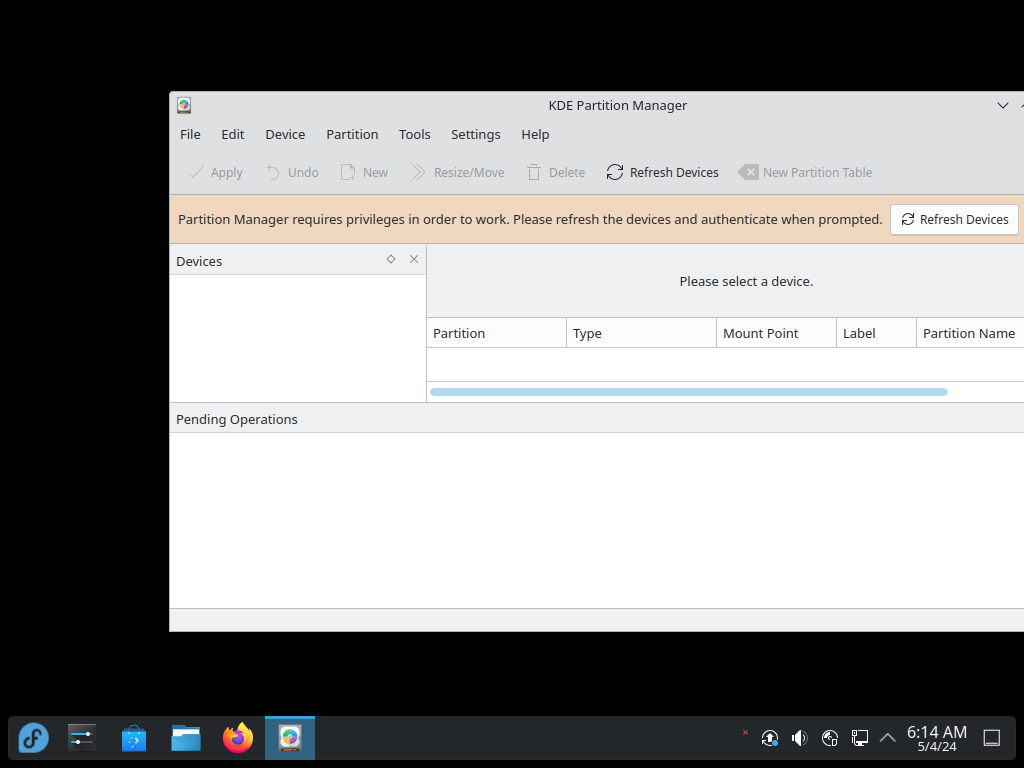 KDE Partition Manager
File Edit Device Partition Tools Settings Help
Apply Undo New Resize/Move Delete Refresh Devices New Partition Table
Partition Manager requires privileges in order to work. Please refresh the devices and authenticate when prompted. Refresh Devices
Devices
Please select a device.
Partition Type Mount Point Label Partition Name
Pending Operations
6:14 AM
5/4/24